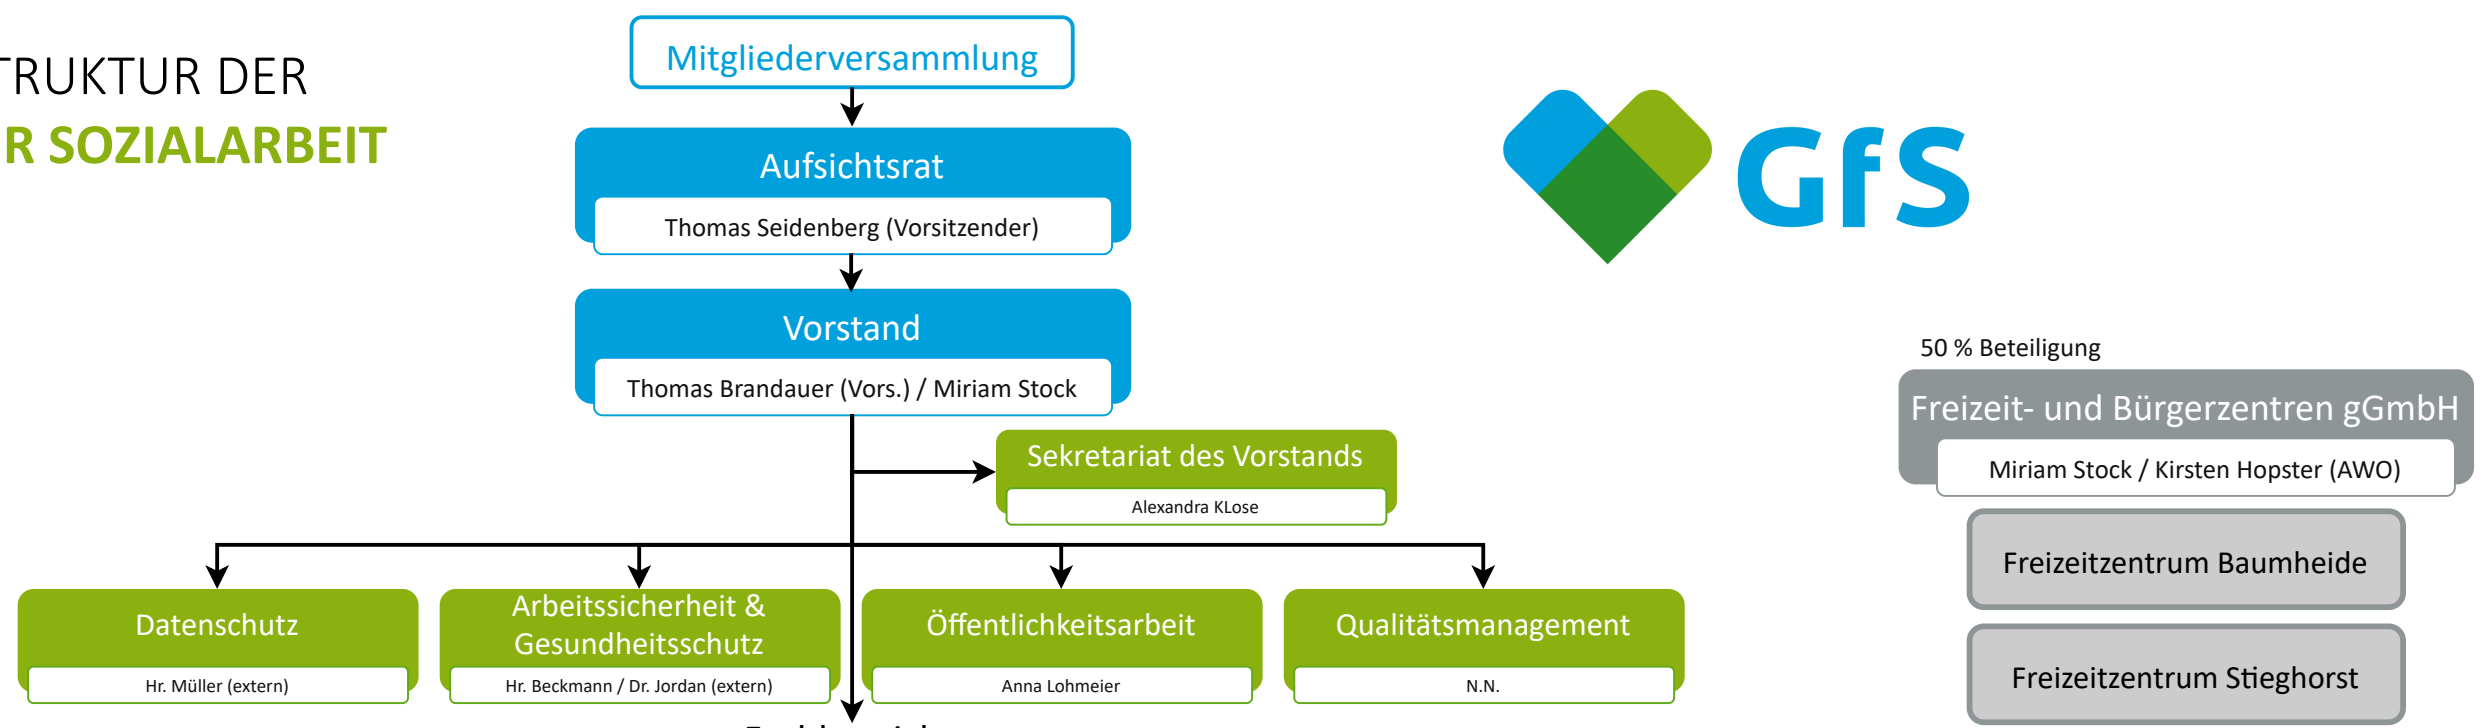 TRUKTUR DER
R SOZIALARBEIT
Mitgliederversammlung
Aufsichtsrat
Thomas Seidenberg (Vorsitzender)
Vorstand
Thomas Brandauer (Vors.) / Miriam Stock
Sekretariat des Vorstands
Alexandra KLose
Datenschutz
Hr. Müller (extern)
Arbeitssicherheit &
Gesundheitsschutz
Hr. Beckmann / Dr. Jordan (extern)
Öffentlichkeitsarbeit
Anna Lohmeier
Qualitätsmanagement
N.N.
GfS
50 % Beteiligung
Freizeit- und Bürgerzentren gGmbH
Miriam Stock / Kirsten Hopster (AWO)
Freizeitzentrum Baumheide
Freizeitzentrum Stieghorst